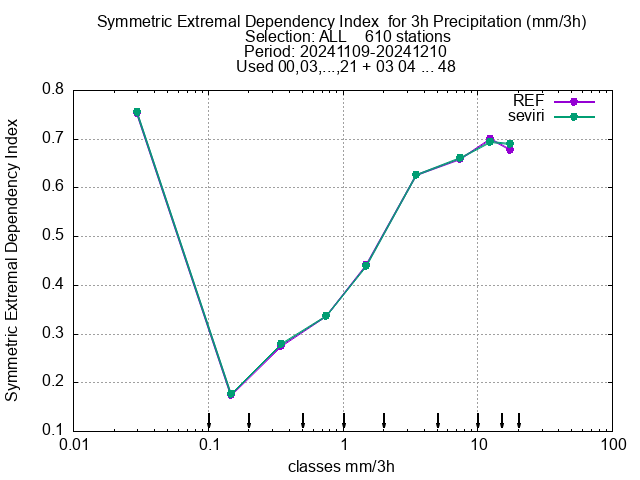 Symmetric Extremal Dependency Index  for 3h Precipitation (mm/3h)
Selection: ALL    610 stations
Period: 20241109-20241210
Used 00,03,...,21 + 03 04 ... 48
REF
seviri
Symmetric Extremal Dependency Index
0.8
0.7
0.6
0.5
0.4
0.3
0.2
0.1
0.01 0.1 1 10 100
classes mm/3h